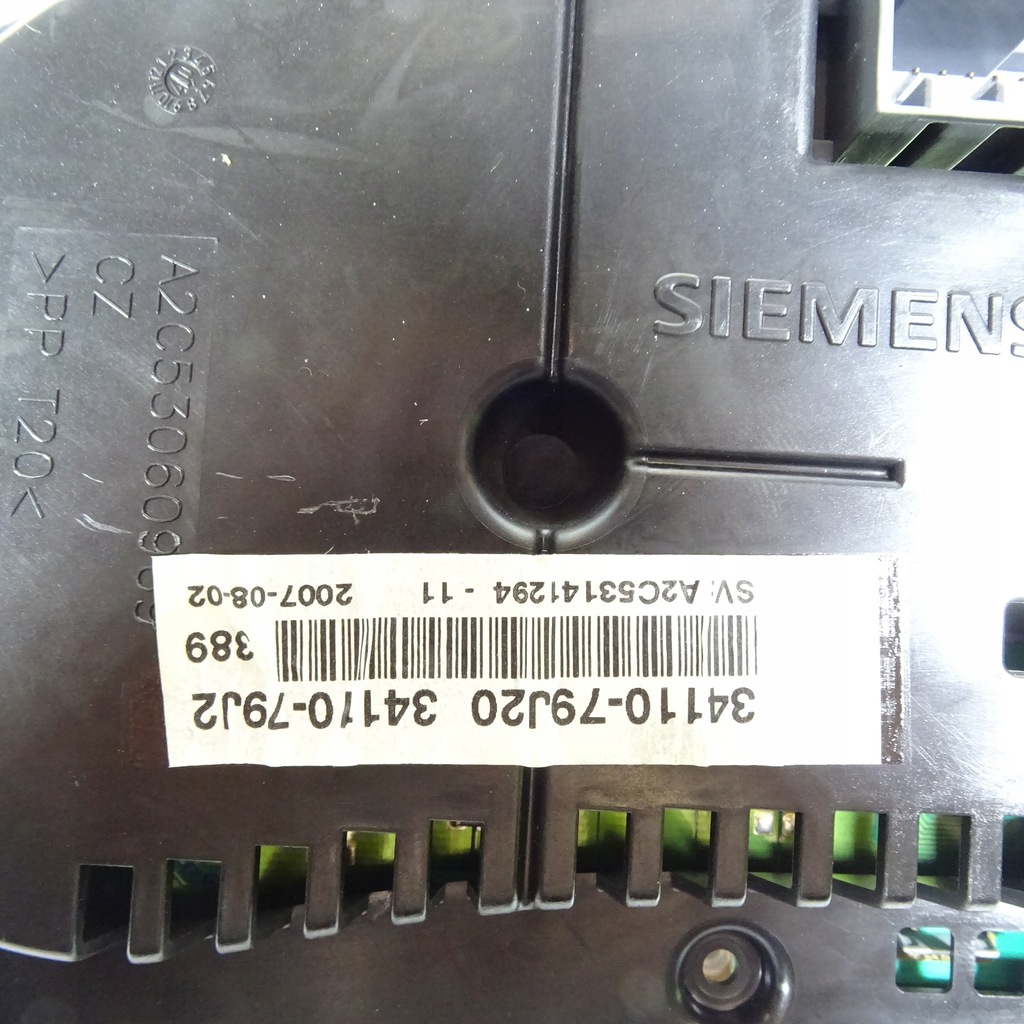 SIEMENS
A2C530609
CZ
>PP T20<
34110-79J20 34110-79J2
389
SV: A2C53141294 - 11 2007-08-02